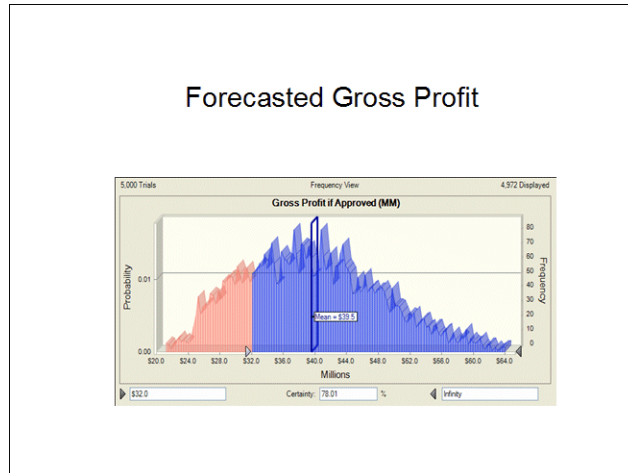 Forecasted Gross Profit
5,000 Trials Frequency View 4,972 Displayed
Gross Profit if Approved (MM)
Probability
0.01
0.00
Mean = $39.5
80
70
60
50
40
30
20
10
0
Frequency
$20.0 $24.0 $28.0 $32.0 $36.0 $40.0 $44.0 $48.0 $52.0 $56.0 $60.0 $64.0
Millions
$32.0 Certainty: 78.01 % Infinity